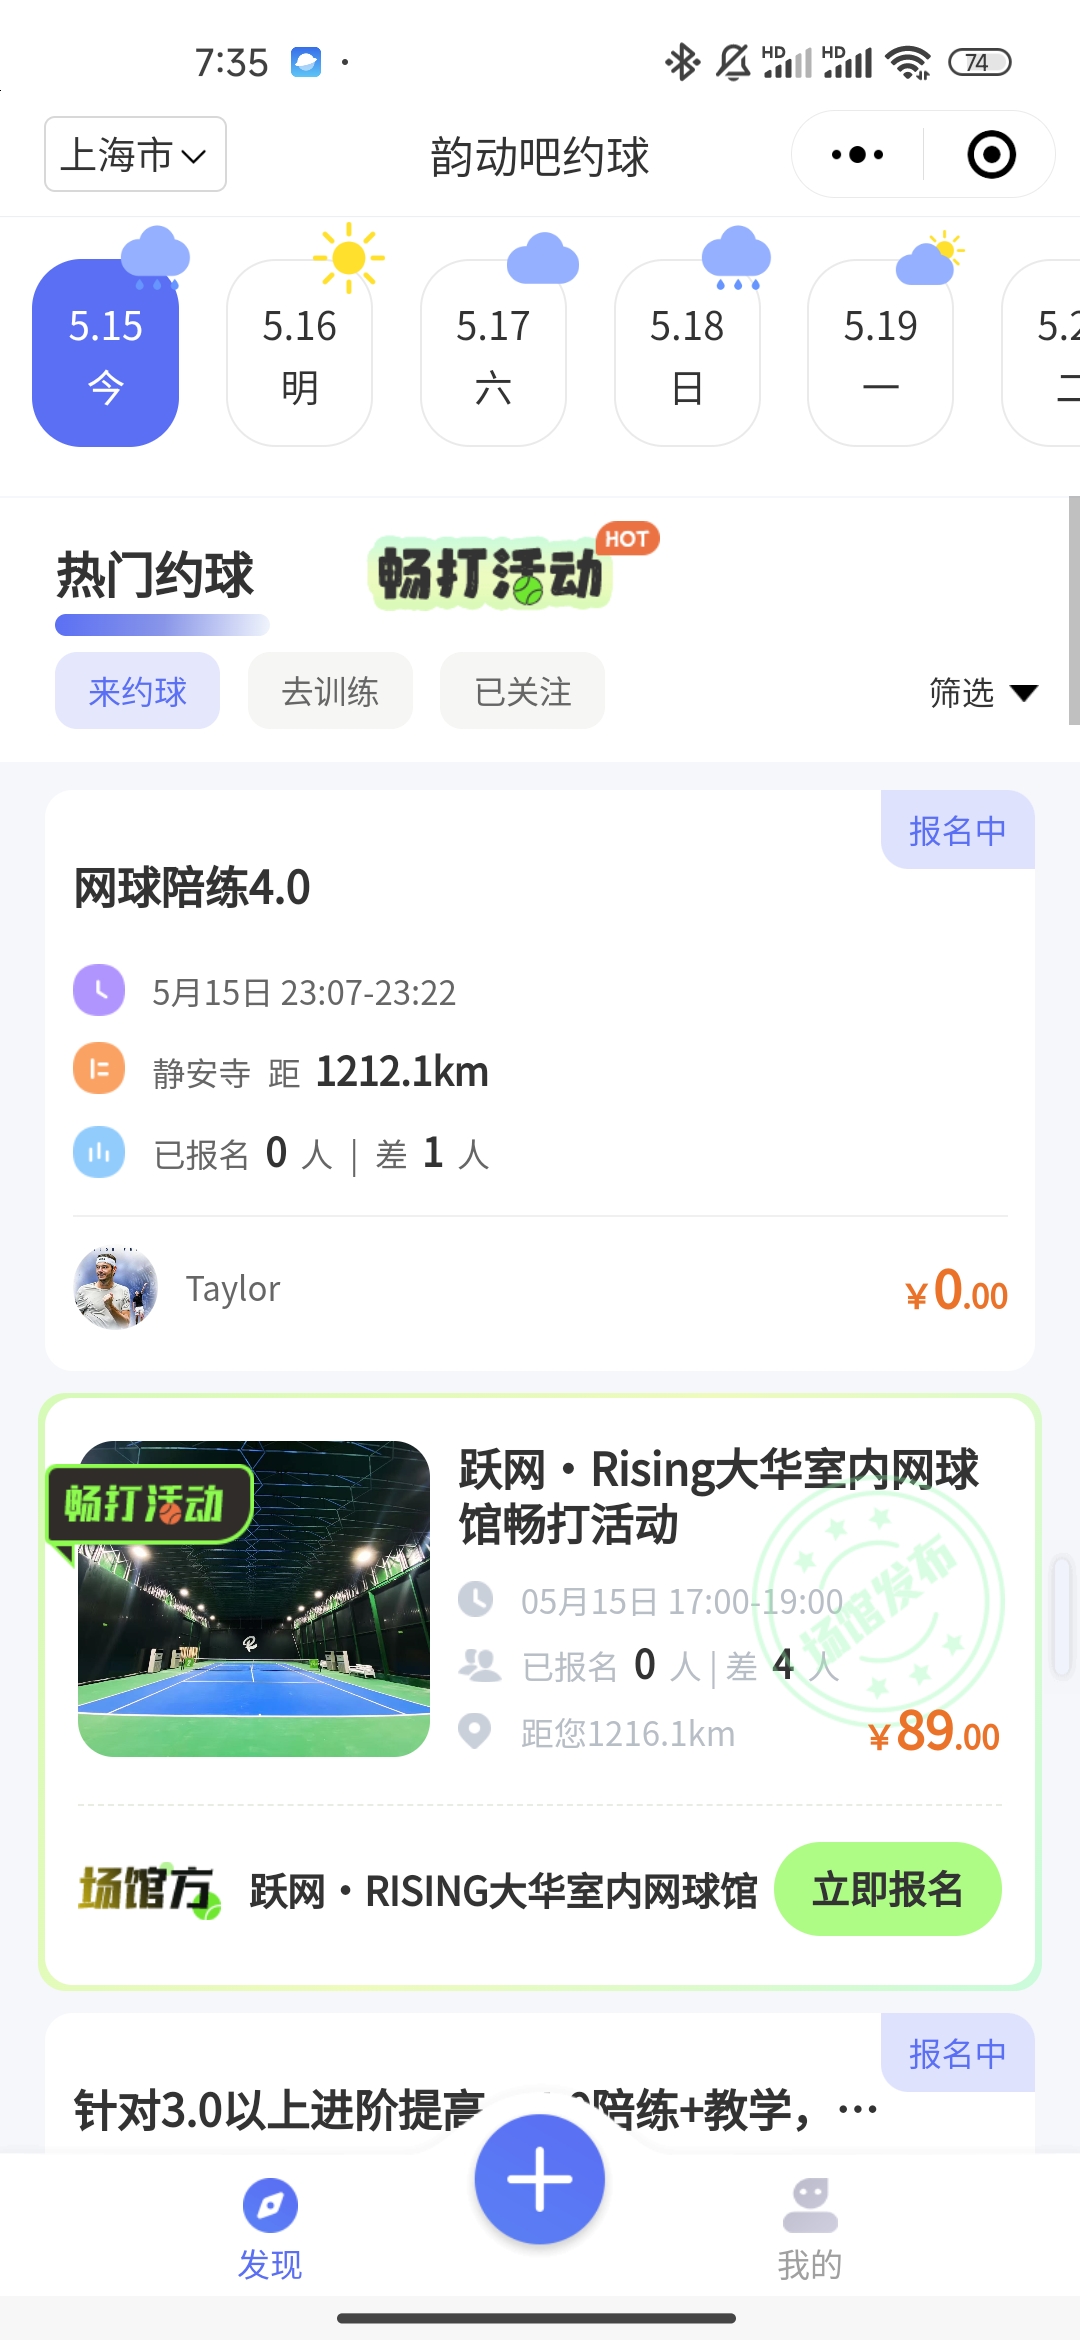 7:35
HD HD 74
上海市
韵动吧约球
5.15 5.16 5.17 5.18 5.19
今 明 六 日 一 二
热门约球
畅打活动
HOT
来约球 去训练 已关注
筛选
报名中
网球陪练4.0
5月15日 23:07-23:22
静安寺 距 1212.1km
已报名 0 人 | 差 1 人
Taylor
¥0.00
畅打活动
跃网·Rising大华室内网球
馆畅打活动
场馆发布
05月15日 17:00-19:00
已报名 0 人 | 差 4 人
距您1216.1km
¥89.00
场馆方
跃网·RISING大华室内网球馆
立即报名
报名中
针对3.0以上进阶提高 陪练+教学，…
发现
我的